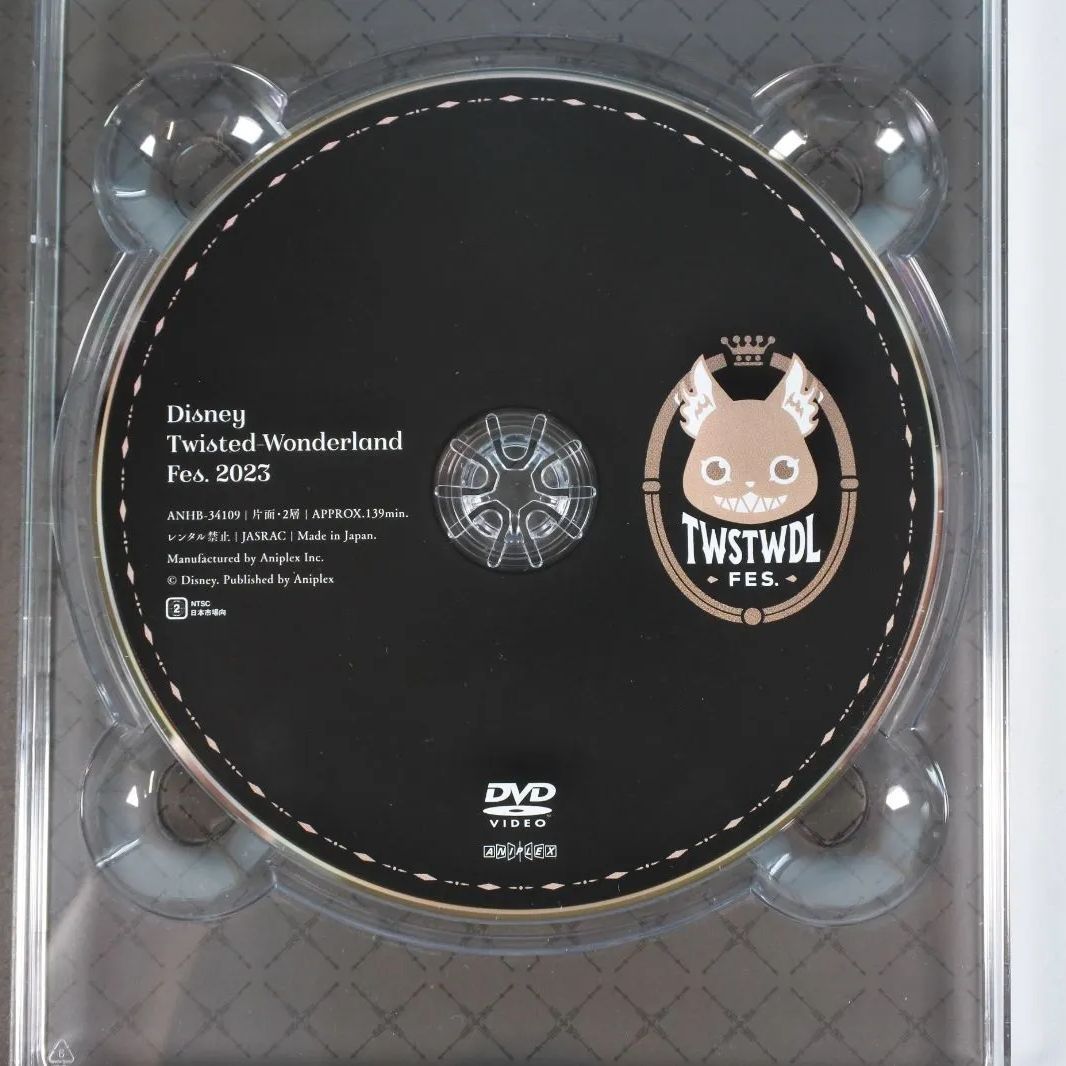 Disney
Twisted-Wonderland
Fes. 2023
ANHB-34109 | 片面・2層 | APPROX.139min.
レンタル禁止 | JASRAC | Made in Japan.
Manufactured by Aniplex Inc.
© Disney. Published by Aniplex
2
NTSC
日本市場向
TWSTWDL
FES.
DVD
VIDEO
ANIPLEX
6